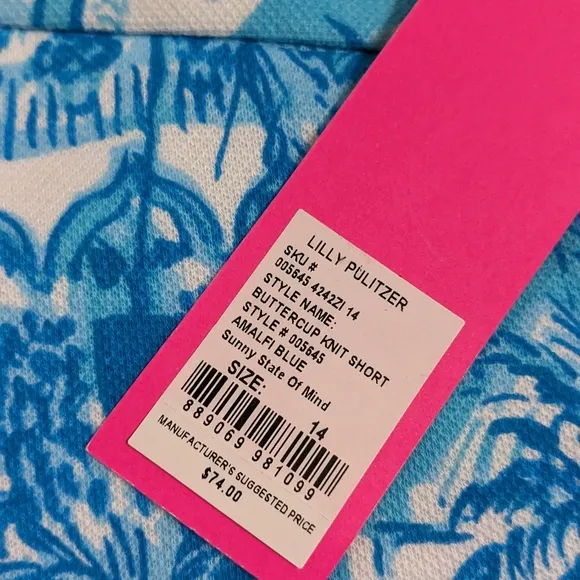 LILLY PULITZER
SKU #
005645 4242ZI 14
STYLE NAME:
BUTTERCUP KNIT SHORT
STYLE # 005645
AMALFI BLUE
Sunny State Of Mind
SIZE: 14
889069 981099
MANUFACTURER'S SUGGESTED PRICE
$74.00